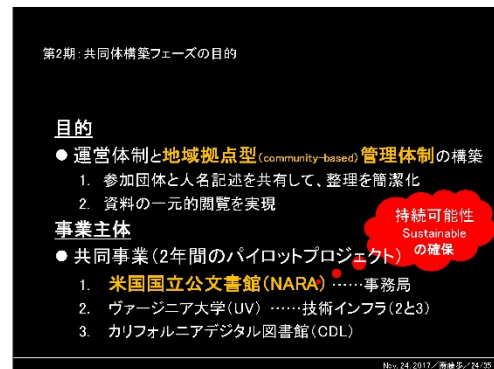 第2期:共同体構築フェーズの目的
目的
● 運営体制と地域拠点型(community-based)管理体制の構築
1. 参加団体と人名記述を共有して、整理を簡潔化
2. 資料の一元的閲覧を実現
持続可能性
Sustainable
の確保
事業主体
● 共同事業(2年間のパイロットプロジェクト)
1. 米国国立公文書館(NARA)……事務局
2. ヴァージニア大学(UV) ……技術インフラ(2と3)
3. カリフォルニアデジタル図書館(CDL)
Nov. 24. 2017/齋藤歩/24/35